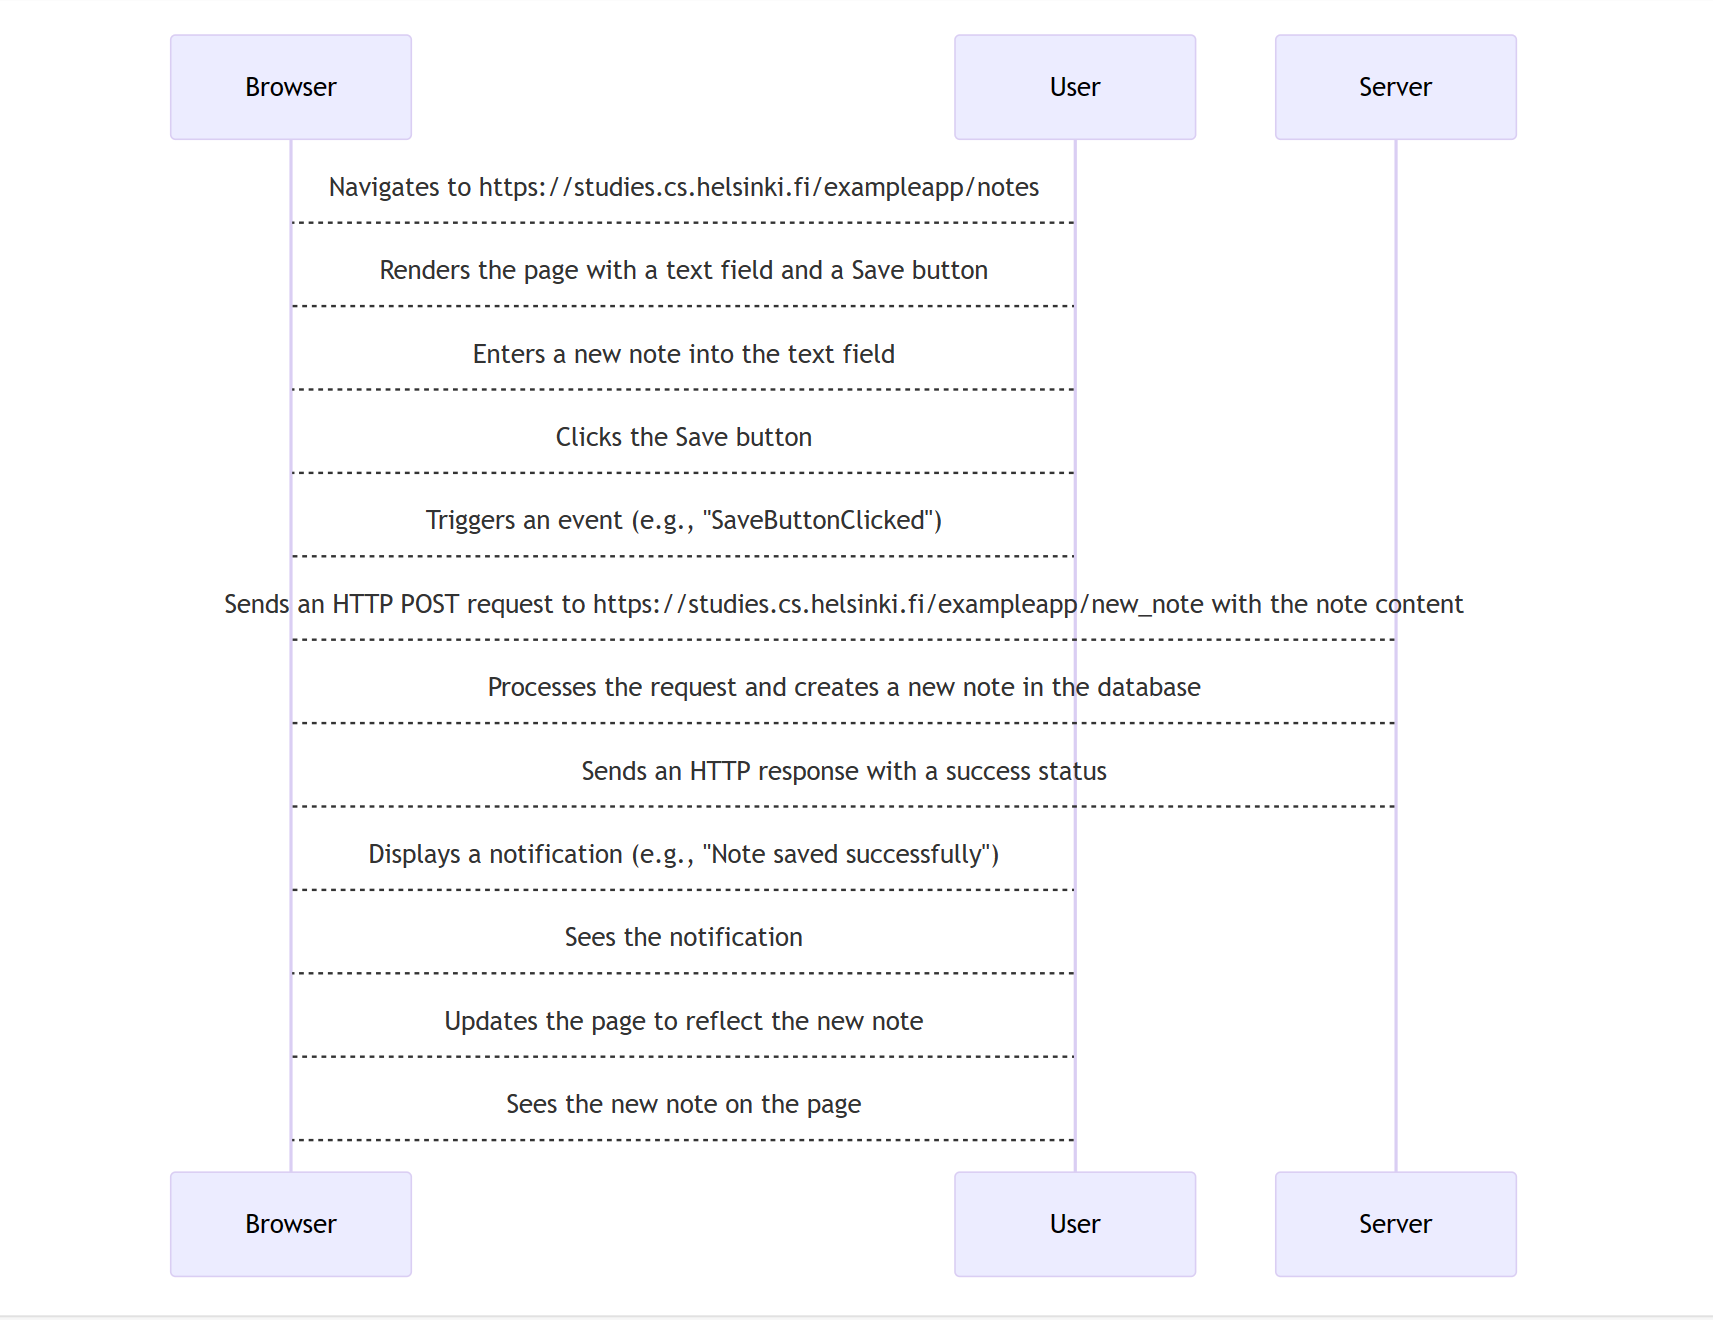 Browser
User
Server
Navigates to https://studies.cs.helsinki.fi/exampleapp/notes
Renders the page with a text field and a Save button
Enters a new note into the text field
Clicks the Save button
Triggers an event (e.g., "SaveButtonClicked")
Sends an HTTP POST request to https://studies.cs.helsinki.fi/exampleapp/new_note with the note content
Processes the request and creates a new note in the database
Sends an HTTP response with a success status
Displays a notification (e.g., "Note saved successfully")
Sees the notification
Updates the page to reflect the new note
Sees the new note on the page
Browser
User
Server